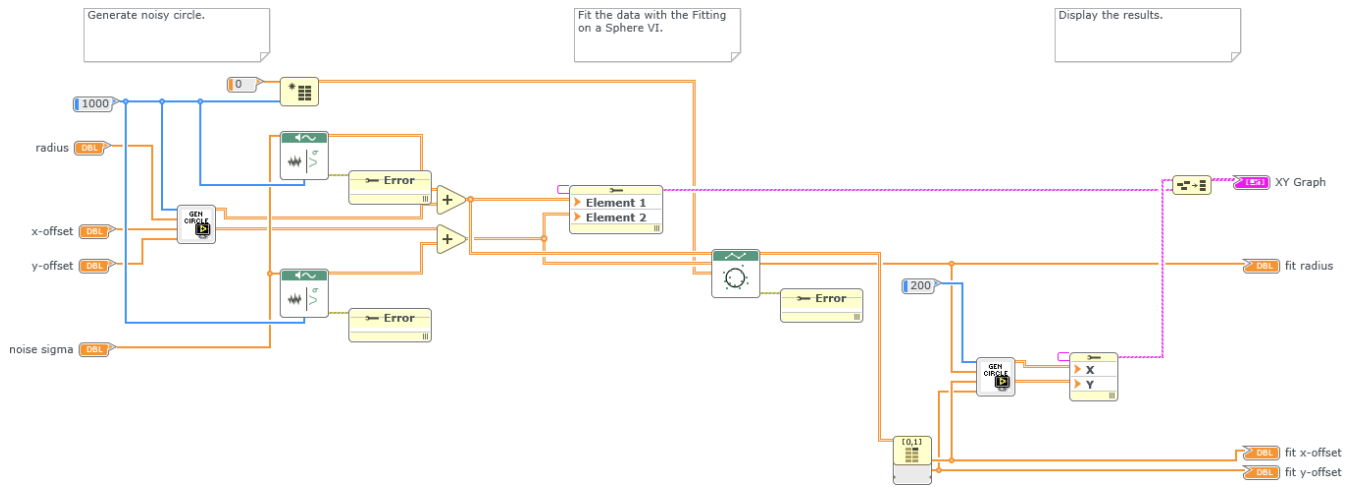 Generate noisy circle.
Fit the data with the Fitting
on a Sphere VI.
Display the results.
0
1000
radius DBL
Error
XY Graph
Element 1
Element 2
GEN
CIRCLE
x-offset DBL
y-offset DBL
DBL fit radius
200
Error
Error
noise sigma DBL
GEN
CIRCLE
X
Y
[0,1]
DBL fit x-offset
DBL fit y-offset